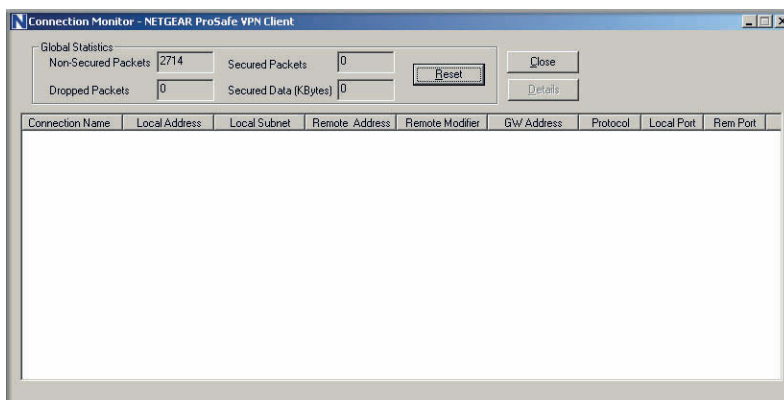 Connection Monitor - NETGEAR ProSafe VPN Client
Global Statistics
Non-Secured Packets 2714 Secured Packets 0 Reset Close
Dropped Packets 0 Secured Data (KBytes) 0 Details
Connection Name Local Address Local Subnet Remote Address Remote Modifier GW Address Protocol Local Port Rem Port